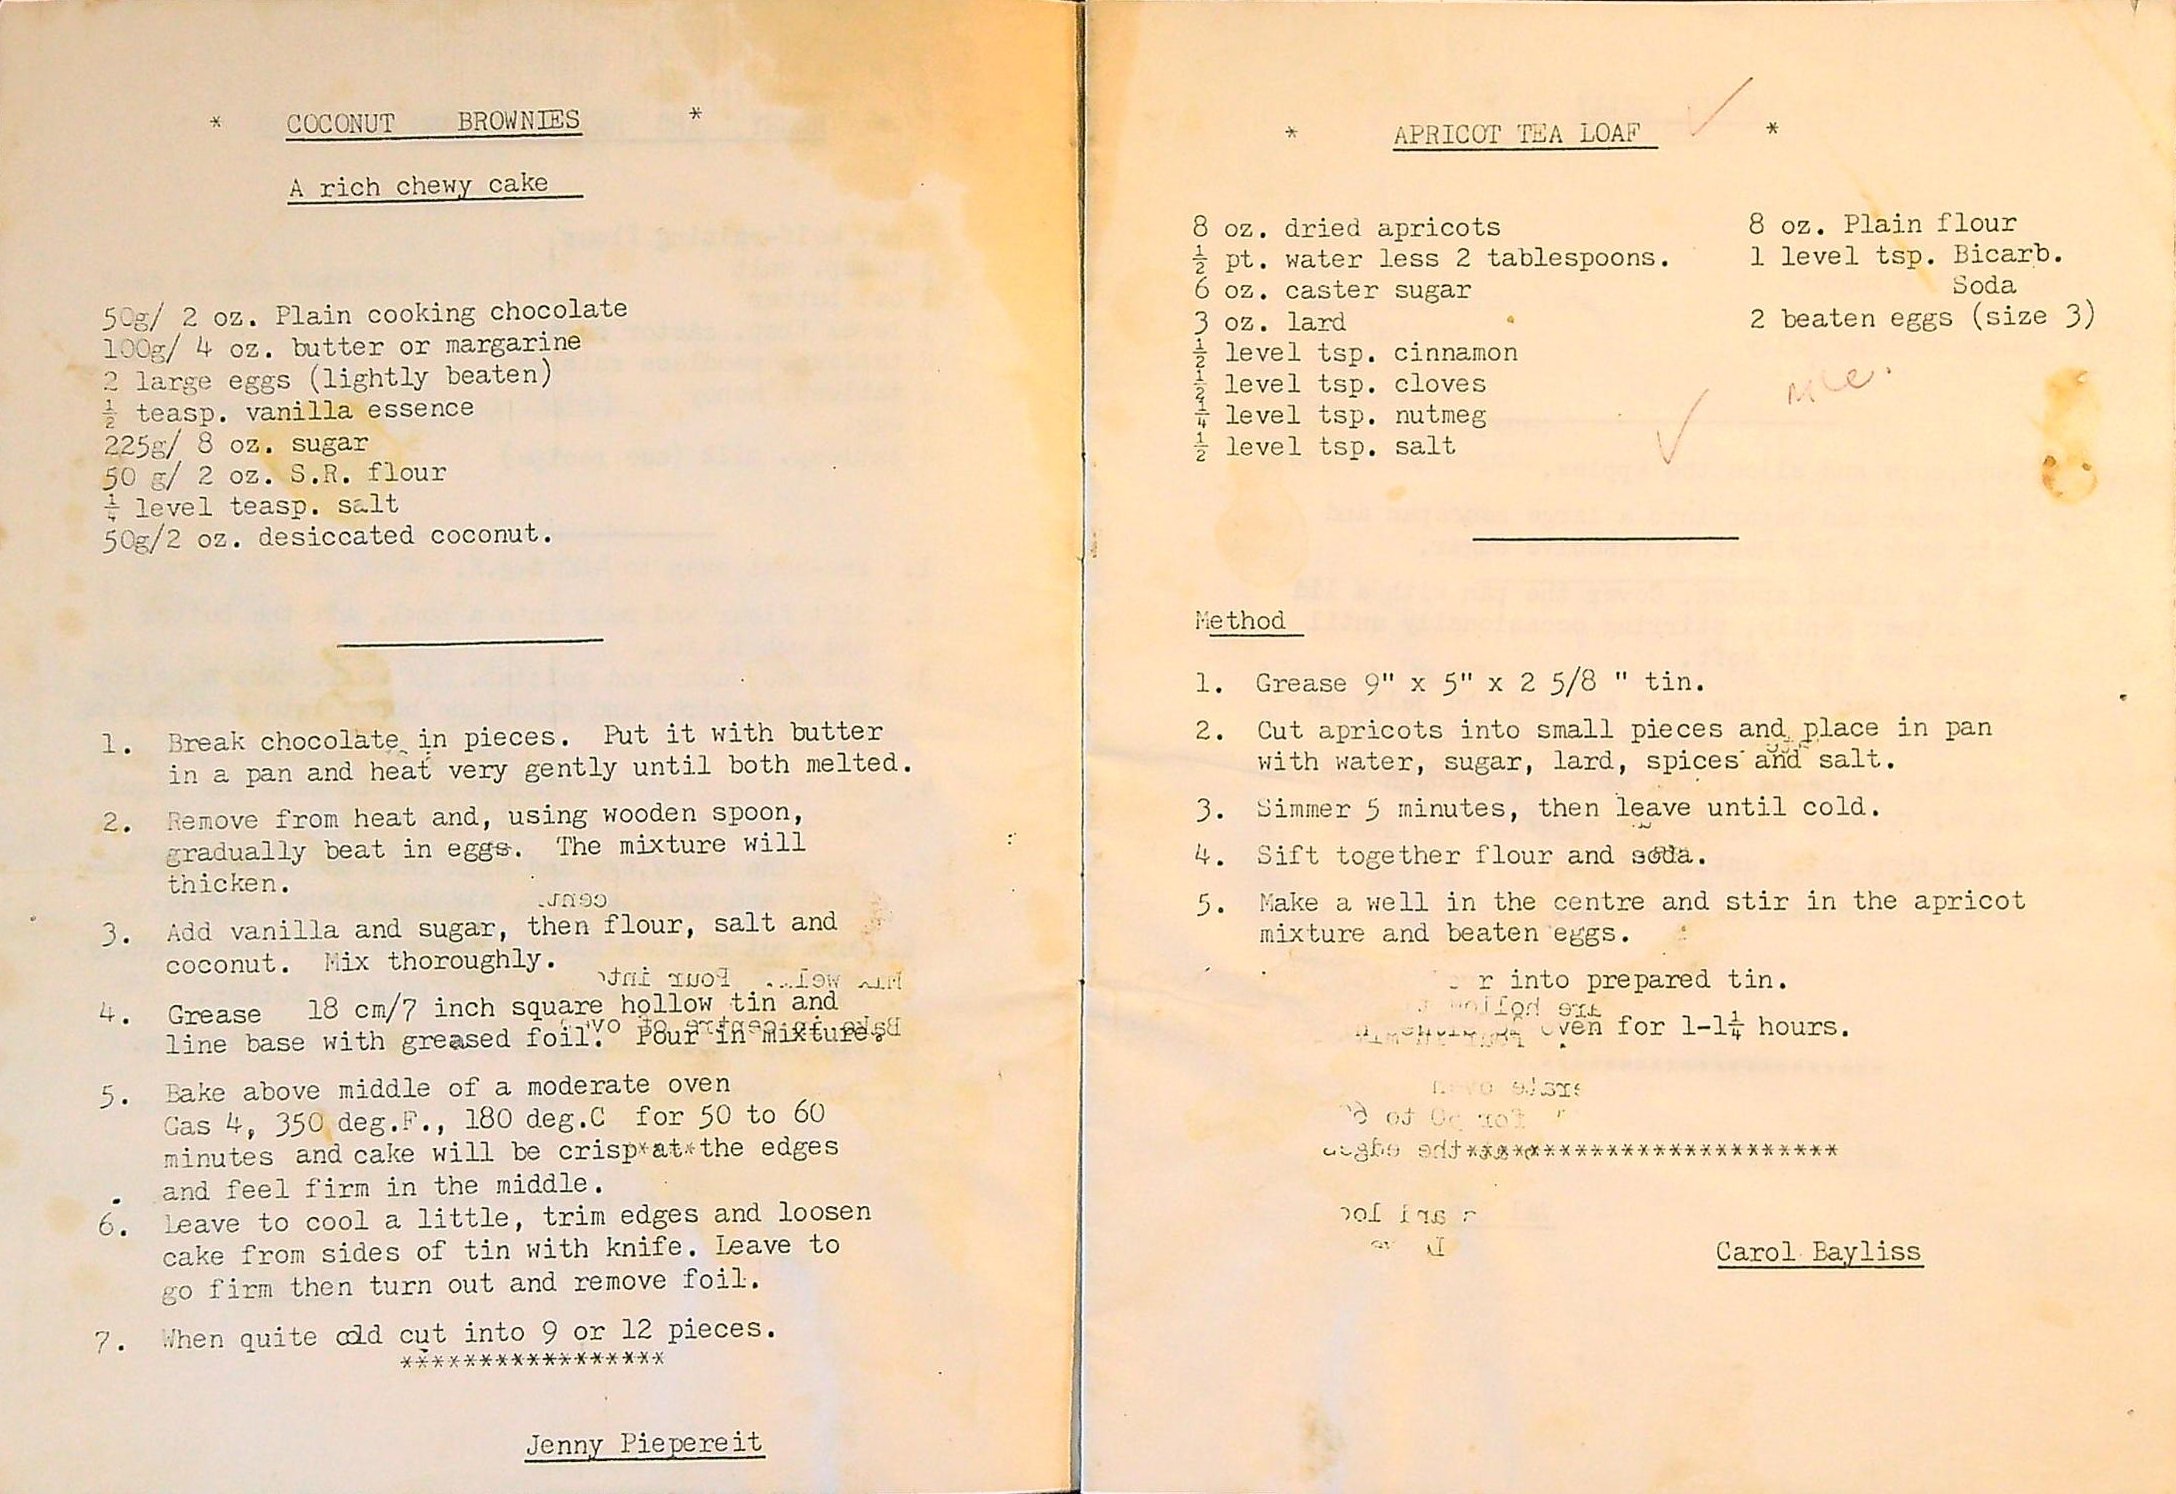 * COCONUT BROWNIES *
A rich chewy cake
50g/ 2 oz. Plain cooking chocolate
100g/ 4 oz. butter or margarine
2 large eggs (lightly beaten)
½ teasp. vanilla essence
225g/ 8 oz. sugar
50 g/ 2 oz. S.R. flour
¼ level teasp. salt
50g/2 oz. desiccated coconut.
1. Break chocolate in pieces. Put it with butter
in a pan and heat very gently until both melted.
2. Remove from heat and, using wooden spoon,
gradually beat in eggs. The mixture will
thicken.
3. Add vanilla and sugar, then flour, salt and
coconut. Mix thoroughly.
4. Grease 18 cm/7 inch square hollow tin and
line base with greased foil. Pour in mixture.
5. Bake above middle of a moderate oven
Gas 4, 350 deg.F., 180 deg.C for 50 to 60
minutes and cake will be crisp*at*the edges
and feel firm in the middle.
6. Leave to cool a little, trim edges and loosen
cake from sides of tin with knife. Leave to
go firm then turn out and remove foil.
7. When quite cold cut into 9 or 12 pieces.
*****************
Jenny Piepereit
* APRICOT TEA LOAF *
8 oz. dried apricots
½ pt. water less 2 tablespoons.
6 oz. caster sugar
3 oz. lard
½ level tsp. cinnamon
½ level tsp. cloves
¼ level tsp. nutmeg
½ level tsp. salt
8 oz. Plain flour
1 level tsp. Bicarb.
Soda
2 beaten eggs (size 3)
Method
1. Grease 9" x 5" x 2 5/8 " tin.
2. Cut apricots into small pieces and place in pan
with water, sugar, lard, spices and salt.
3. Simmer 5 minutes, then leave until cold.
4. Sift together flour and soda.
5. Make a well in the centre and stir in the apricot
mixture and beaten eggs.
into prepared tin.
oven for 1-1¼ hours.
************************
Carol Bayliss